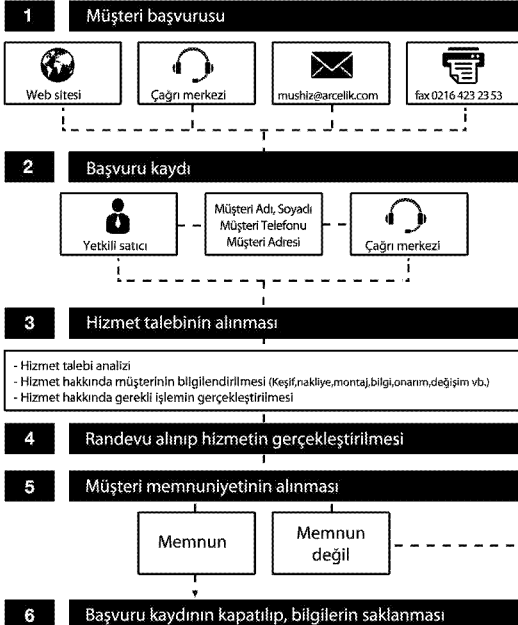 1 Müşteri başvurusu
Web sitesi
Çağrı merkezi
mushiz@arcelik.com
fax 0216 423 23 53
2 Başvuru kaydı
Yetkili satıcı
Müşteri Adı, Soyadı
Müşteri Telefonu
Müşteri Adresi
Çağrı merkezi
3 Hizmet talebinin alınması
- Hizmet talebi analizi
- Hizmet hakkında müşterinin bilgilendirilmesi (Keşif,nakliye,montaj,bilgi,onarım,değişim vb.)
- Hizmet hakkında gerekli işlemin gerçekleştirilmesi
4 Randevu alınıp hizmetin gerçekleştirilmesi
5 Müşteri memnuniyetinin alınması
Memnun
Memnun
değil
6 Başvuru kaydının kapatılıp, bilgilerin saklanması